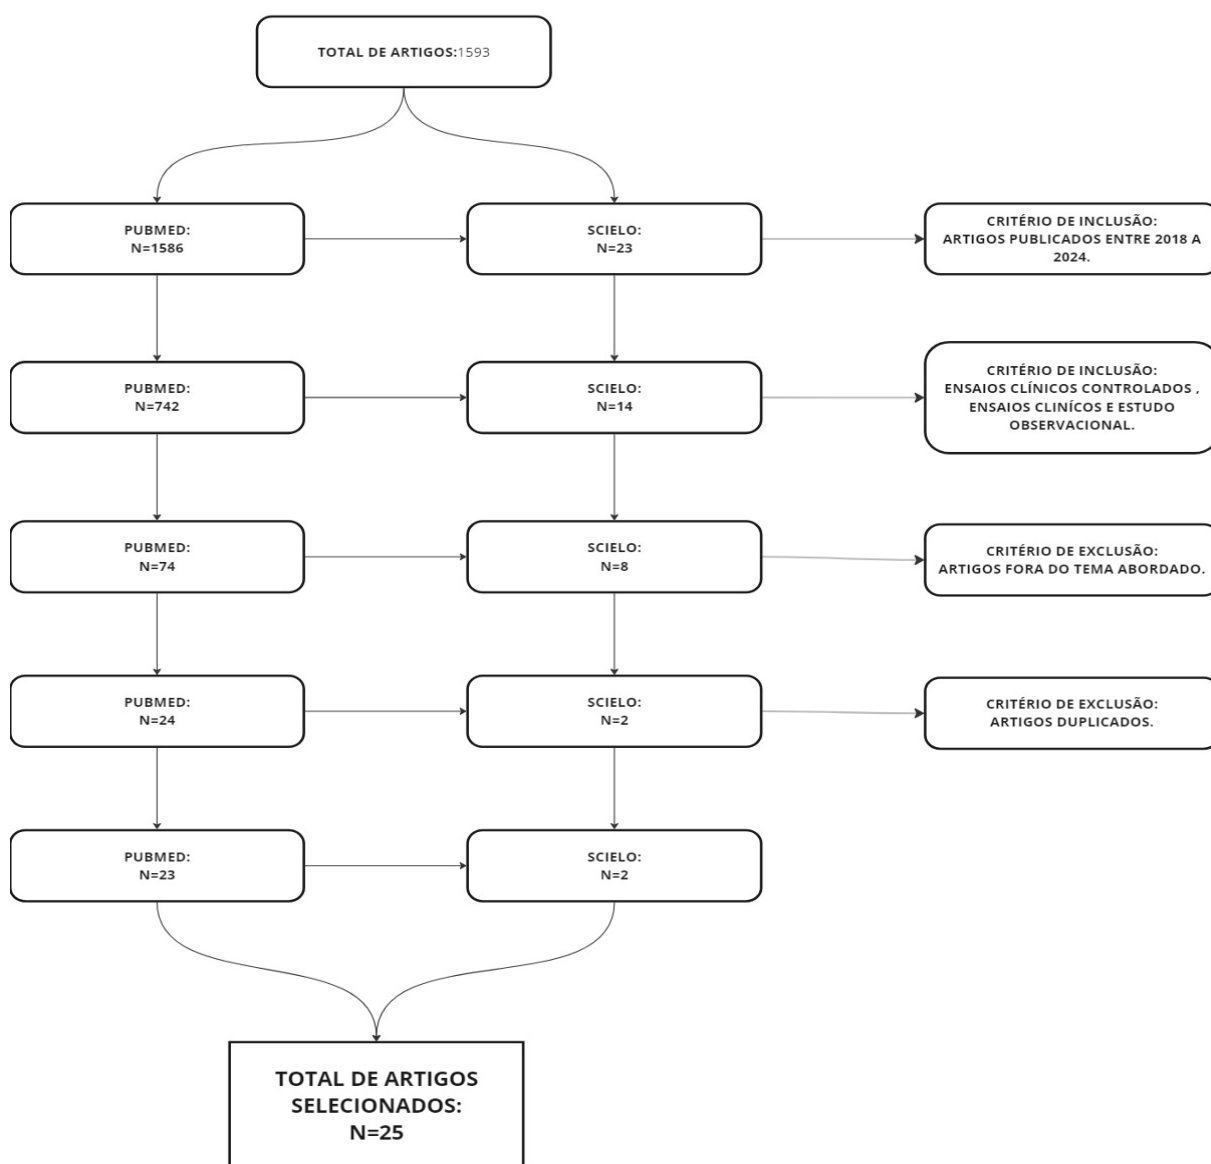 TOTAL DE ARTIGOS:1593
PUBMED:
N=1586
SCIELO:
N=23
CRITÉRIO DE INCLUSÃO:
ARTIGOS PUBLICADOS ENTRE 2018 A
2024.
PUBMED:
N=742
SCIELO:
N=14
CRITÉRIO DE INCLUSÃO:
ENSAIOS CLÍNICOS CONTROLADOS ,
ENSAIOS CLINÍCOS E ESTUDO
OBSERVACIONAL.
PUBMED:
N=74
SCIELO:
N=8
CRITÉRIO DE EXCLUSÃO:
ARTIGOS FORA DO TEMA ABORDADO.
PUBMED:
N=24
SCIELO:
N=2
CRITÉRIO DE EXCLUSÃO:
ARTIGOS DUPLICADOS.
PUBMED:
N=23
SCIELO:
N=2
TOTAL DE ARTIGOS
SELECIONADOS:
N=25